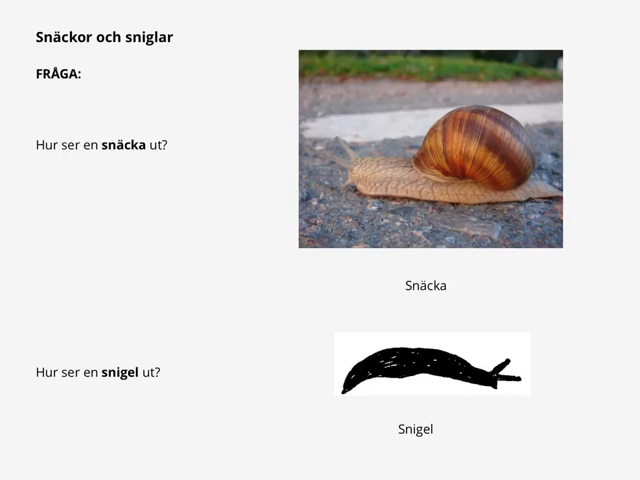 Snäckor och sniglar
FRÅGA:
Hur ser en snäcka ut?
Snäcka
Hur ser en snigel ut?
Snigel